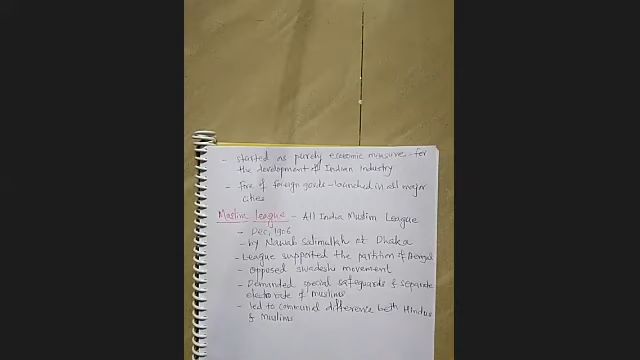 - started as purely economic measure for
the development of Indian industry
- Fire of foreign goods - launched in all major
cities
Muslim League - All India Muslim League
- Dec, 1906
- by Nawab Salimullah at Dhaka
- League supported the partition of Bengal
- opposed swadeshi movement
- Demanded special safeguards & separate
electorate of muslims
- led to communal difference beth Hindus
& Muslims